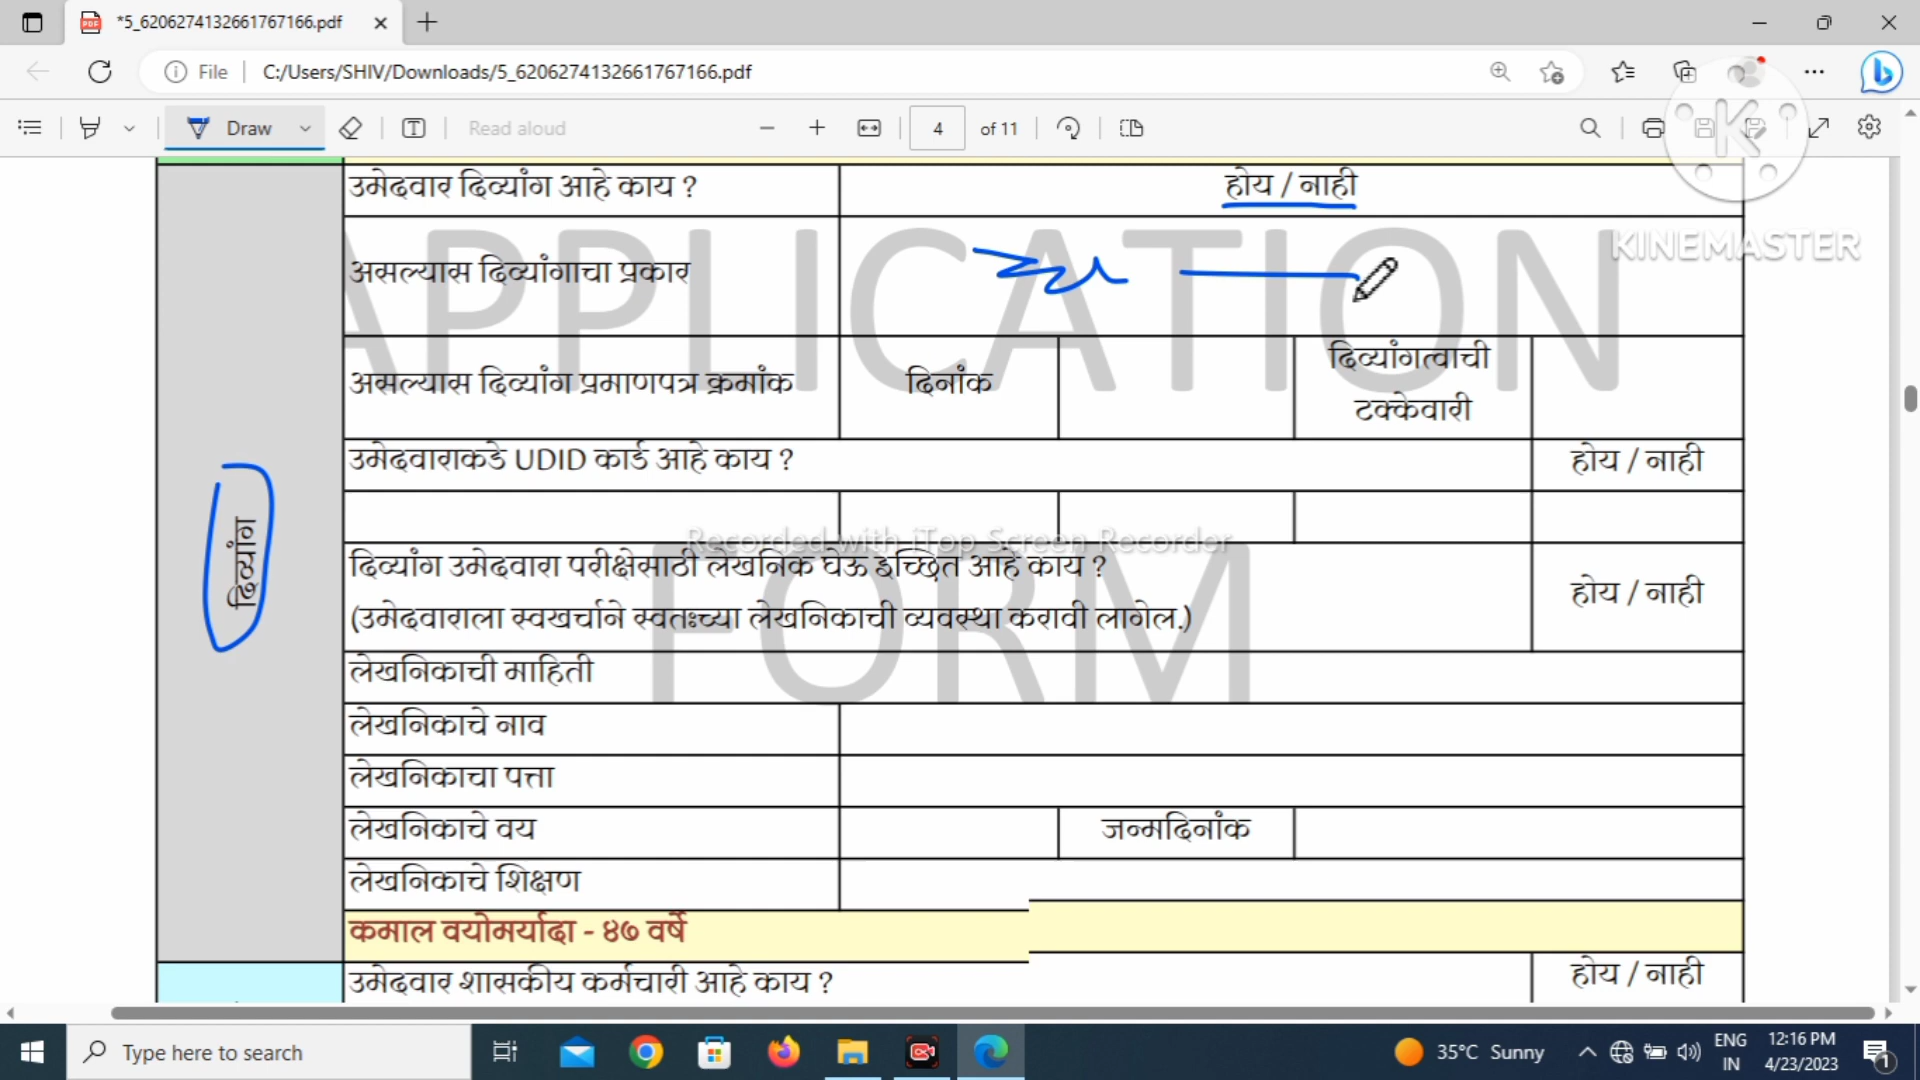 *5_6206274132661767166.pdf
File
C:/Users/SHIV/Downloads/5_6206274132661767166.pdf
Draw
Read aloud
4 of 11
KINEMASTER
APPLICATION
FORM
दिव्यांग
उमेदवार दिव्यांग आहे काय ? होय / नाही
असल्यास दिव्यांगाचा प्रकार
असल्यास दिव्यांग प्रमाणपत्र क्रमांक दिनांक दिव्यांगत्वाची
टक्केवारी
उमेदवाराकडे UDID कार्ड आहे काय ? होय / नाही
Recorded with iTop Screen Recorder
दिव्यांग उमेदवारा परीक्षेसाठी लेखनिक घेऊ इच्छित आहे काय ?
होय / नाही
(उमेदवाराला स्वखर्चाने स्वतःच्या लेखनिकाची व्यवस्था करावी लागेल.)
लेखनिकाची माहिती
लेखनिकाचे नाव
लेखनिकाचा पत्ता
लेखनिकाचे वय जन्मदिनांक
लेखनिकाचे शिक्षण
कमाल वयोमर्यादा - ४७ वर्षे
उमेदवार शासकीय कर्मचारी आहे काय ? होय / नाही
Type here to search
35°C Sunny
ENG
IN
12:16 PM
4/23/2023
1